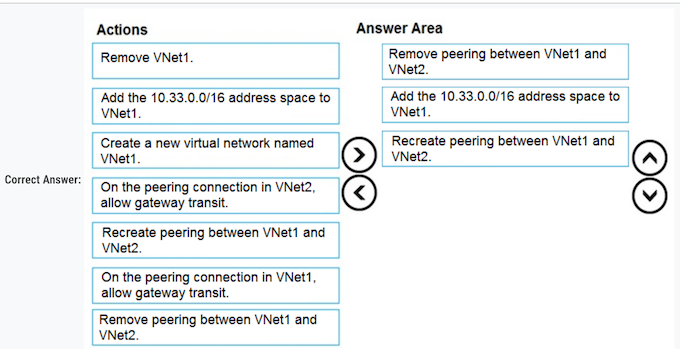 Actions
Answer Area
Remove VNet1.
Add the 10.33.0.0/16 address space to
VNet1.
Create a new virtual network named
VNet1.
On the peering connection in VNet2,
allow gateway transit.
Recreate peering between VNet1 and
VNet2.
On the peering connection in VNet1,
allow gateway transit.
Remove peering between VNet1 and
VNet2.
Remove peering between VNet1 and
VNet2.
Add the 10.33.0.0/16 address space to
VNet1.
Recreate peering between VNet1 and
VNet2.
Correct Answer: